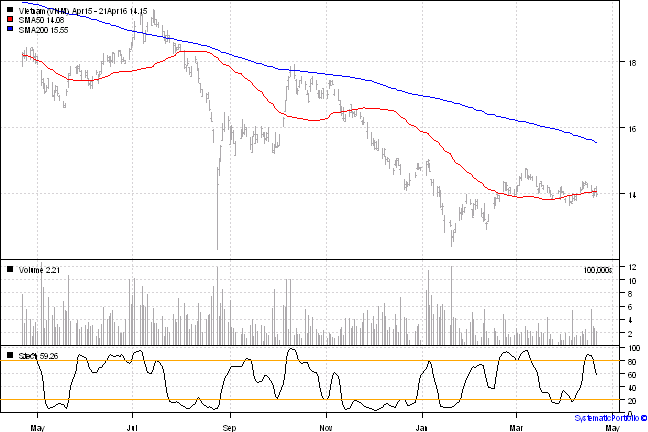 Vietnam (VNM) Apr15 - 21Apr16 14.15
SMA50 14.08
SMA200 15.55
18
16
14
Volume 2.21
100,000s
12
10
8
6
4
2
Stoch 59.26
100
80
60
40
20
0
May
Jul
Sep
Nov
Jan
Mar
May
SystematicPortfolio ©